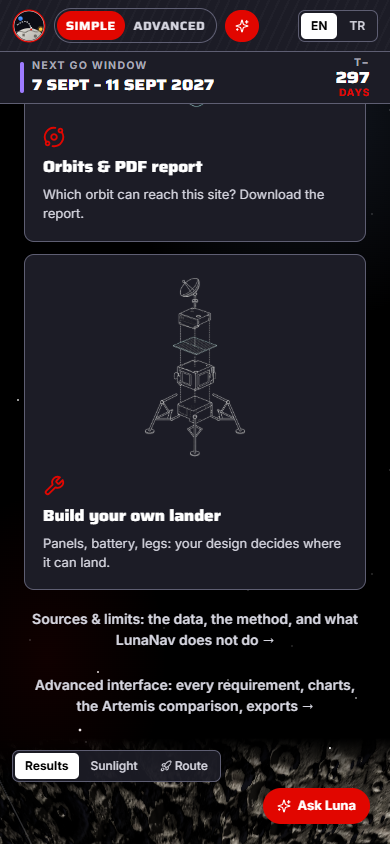 SIMPLE ADVANCED EN TR
NEXT GO WINDOW
7 SEPT – 11 SEPT 2027
T−
297
DAYS
Orbits & PDF report
Which orbit can reach this site? Download the
report.
Build your own lander
Panels, battery, legs: your design decides where
it can land.
Sources & limits: the data, the method, and what
LunaNav does not do →
Advanced interface: every requirement, charts,
the Artemis comparison, exports →
Results Sunlight Route
Ask Luna